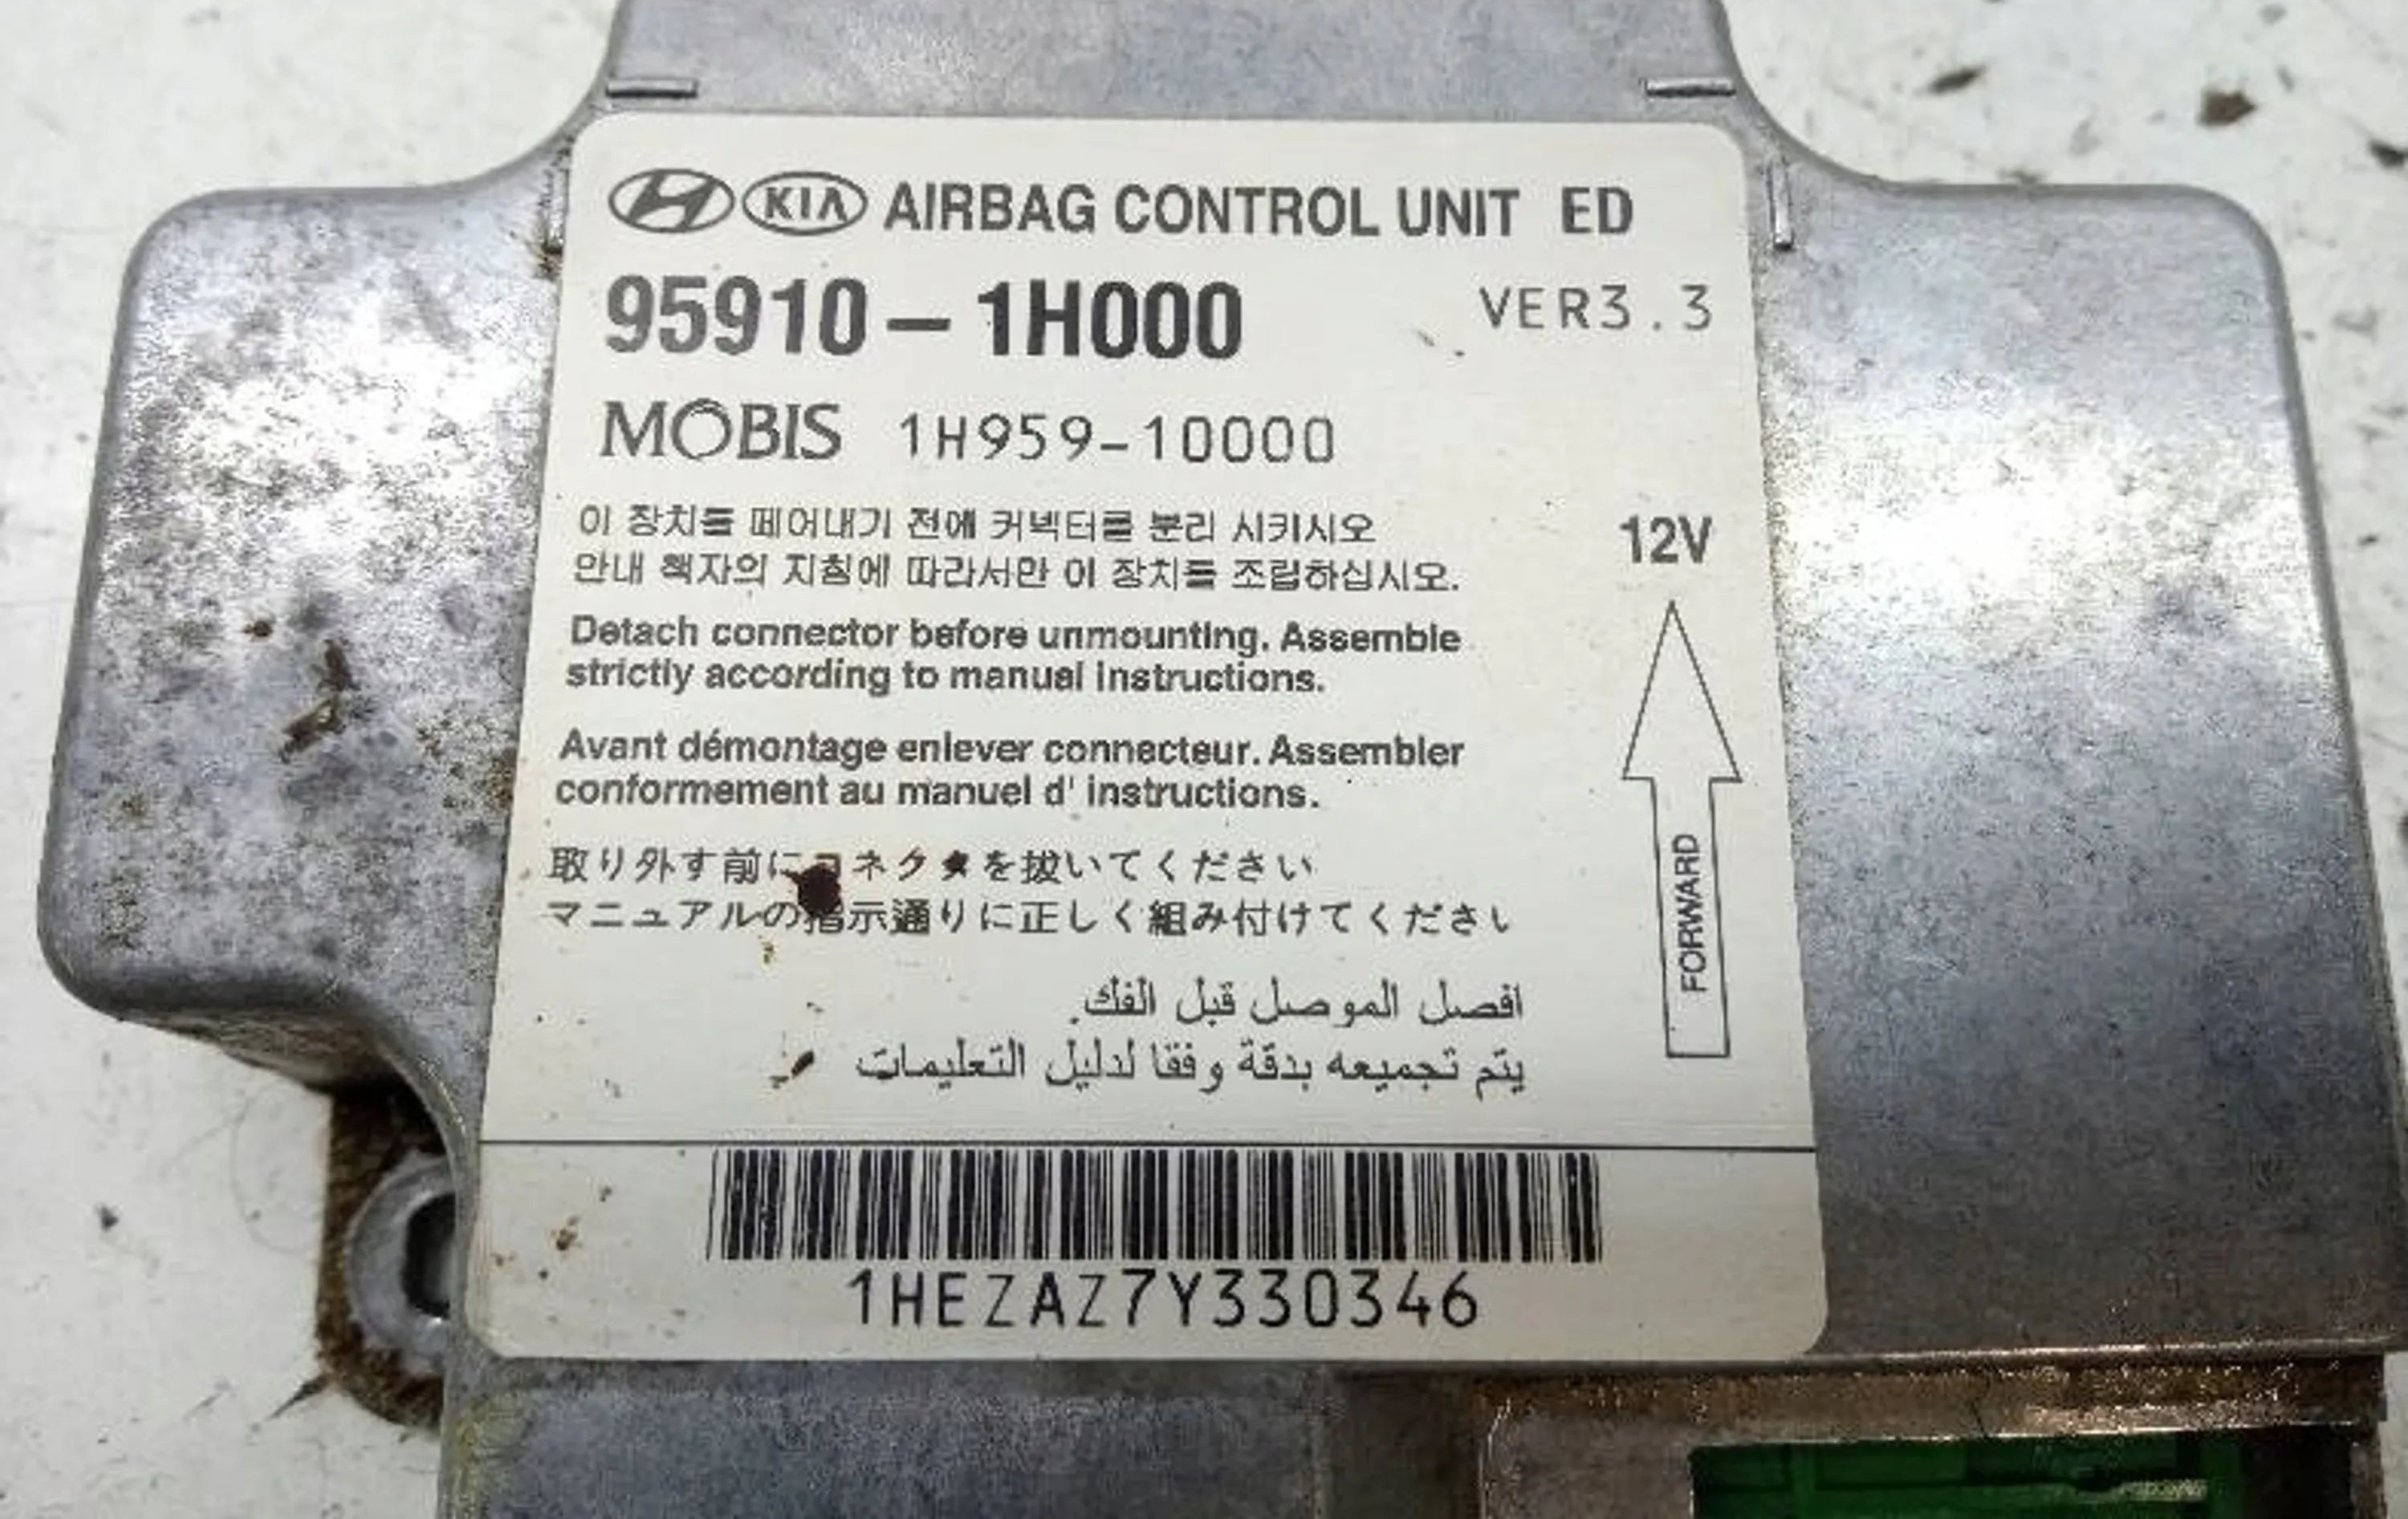 KIA AIRBAG CONTROL UNIT ED
95910-1H000 VER3.3
MOBIS 1H959-10000
이 장치를 떼어내기 전에 커넥터를 분리 시키시오
안내 책자의 지침에 따라서만 이 장치를 조립하십시오.
12V
Detach connector before unmounting. Assemble
strictly according to manual instructions.
Avant démontage enlever connecteur. Assembler
conformement au manuel d' instructions.
取り外す前にコネクタを抜いてください
マニュアルの指示通りに正しく組み付けてください
FORWARD
افصل الموصل قبل الفك.
يتم تجميعه بدقة وفقا لدليل التعليمات
1HEZAZ7Y330346